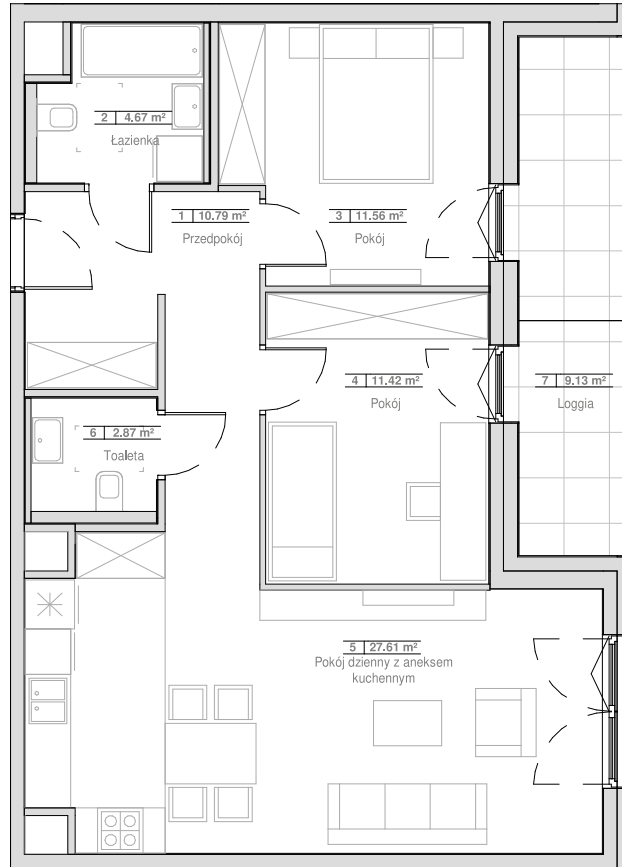 2 4.67 m²
Łazienka
1 10.79 m²
Przedpokój
3 11.56 m²
Pokój
4 11.42 m²
Pokój
7 9.13 m²
Loggia
6 2.87 m²
Toaleta
5 27.61 m²
Pokój dzienny z aneksem
kuchennym